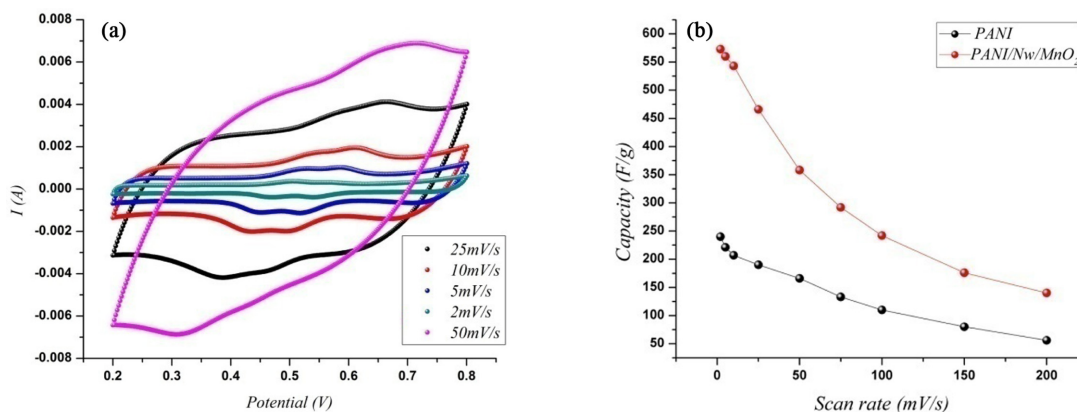 (a)
0.008
0.006
0.004
0.002
0.000
-0.002
-0.004
-0.006
-0.008
I (A)
25mV/s
10mV/s
5mV/s
2mV/s
50mV/s
0.2 0.3 0.4 0.5 0.6 0.7 0.8
Potential (V)
(b)
PANI
PANI/Nw/MnO2
600
550
500
450
400
350
300
250
200
150
100
50
Capacity (F/g)
0 50 100 150 200
Scan rate (mV/s)